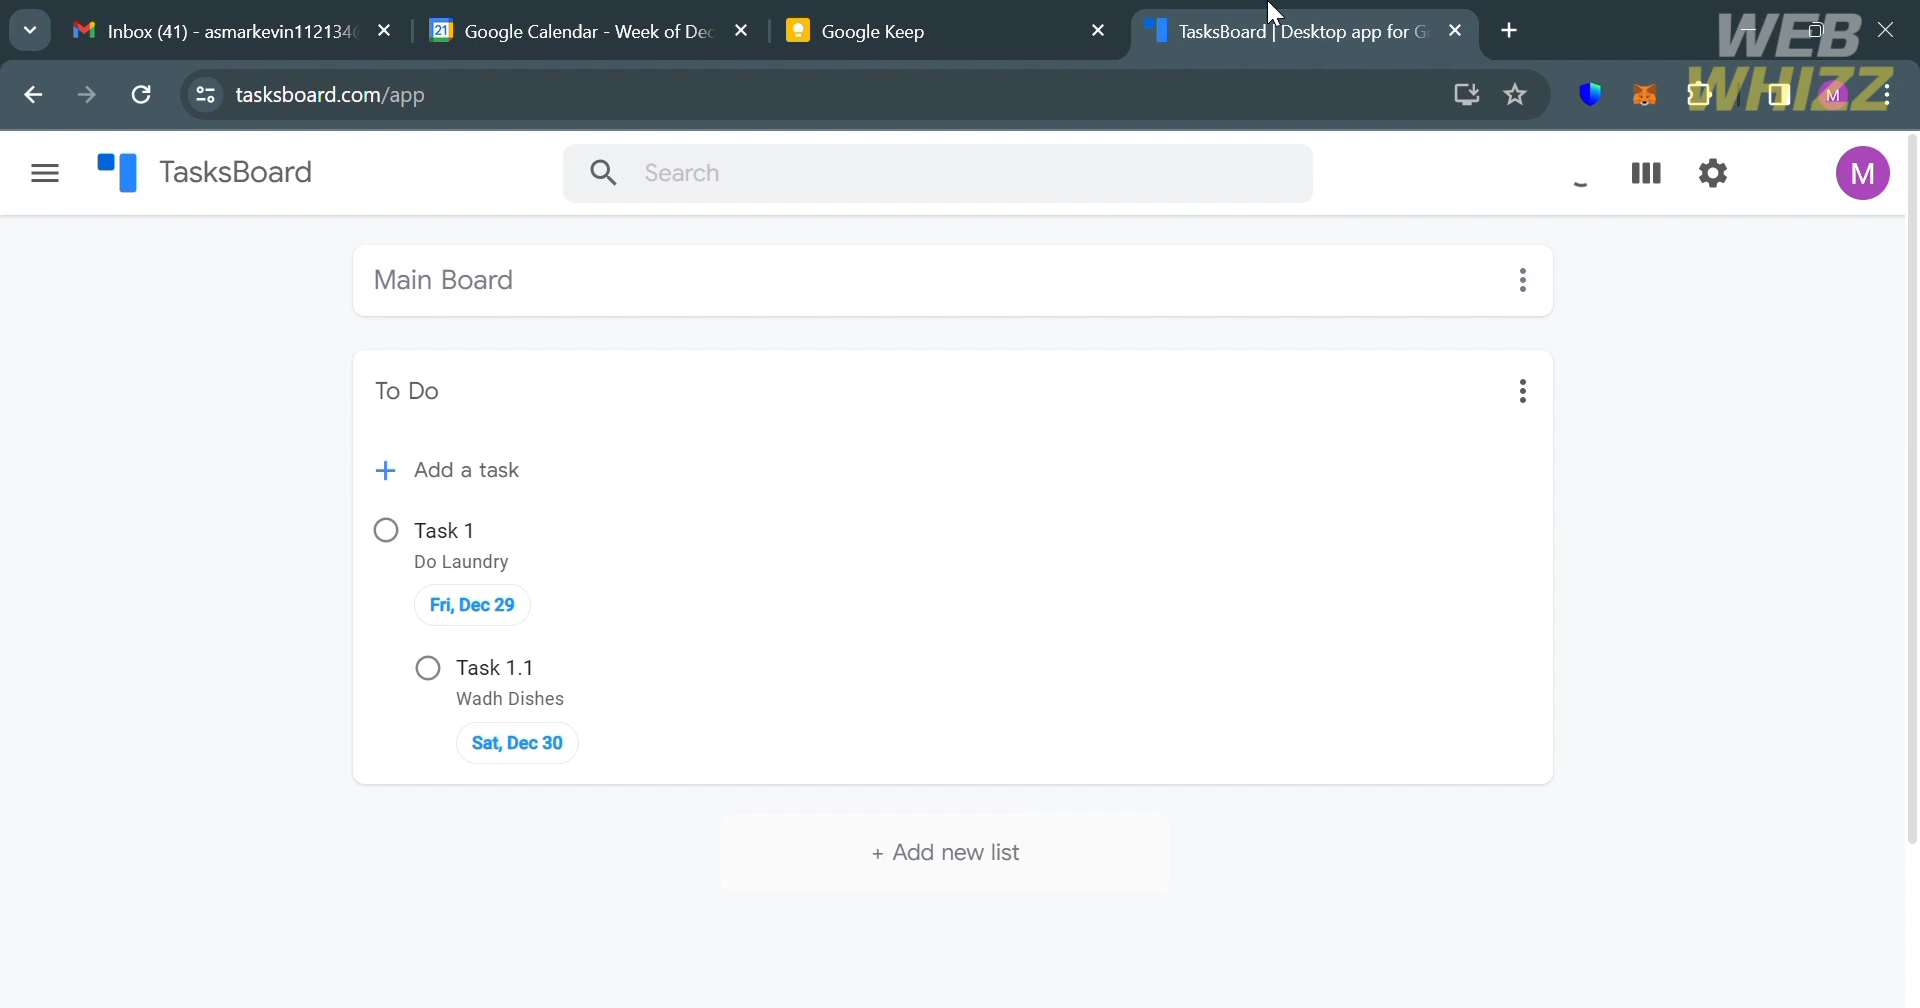 Inbox (41) - asmarkevin112134
Google Calendar - Week of Dec
Google Keep
TasksBoard | Desktop app for G
WEB
WHIZZ
tasksboard.com/app
M
TasksBoard
Search
M
Main Board
To Do
+ Add a task
Task 1
Do Laundry
Fri, Dec 29
Task 1.1
Wadh Dishes
Sat, Dec 30
+ Add new list